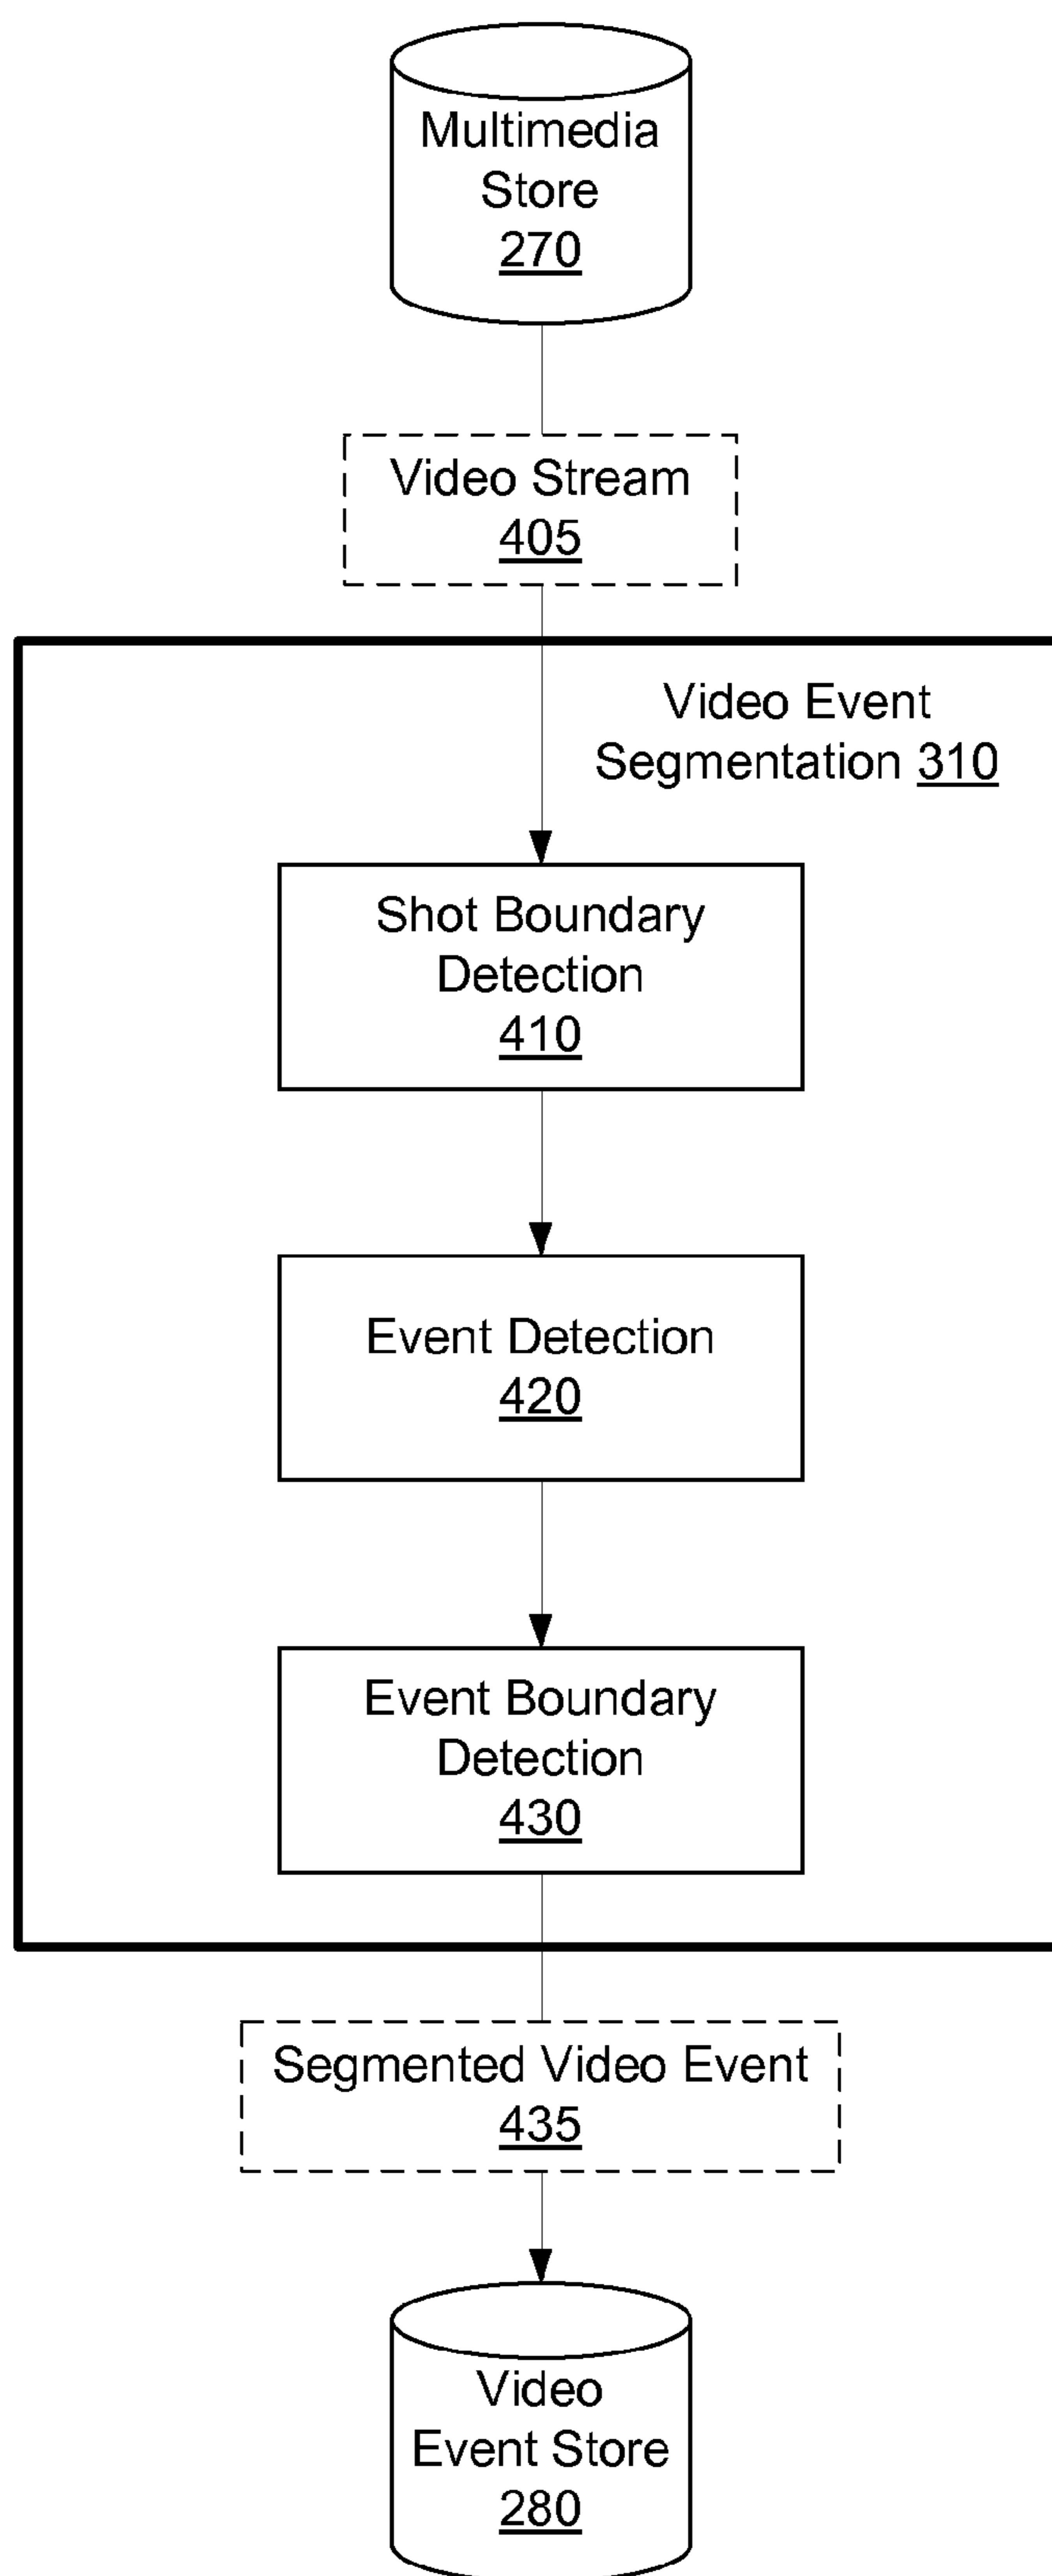 Multimedia
Store
270
Video Stream
405
Video Event
Segmentation 310
Shot Boundary
Detection
410
Event Detection
420
Event Boundary
Detection
430
Segmented Video Event
435
Video
Event Store
280